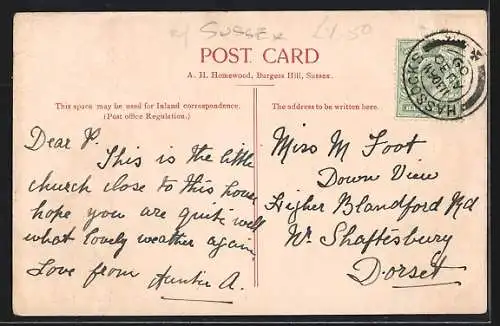 SUSSEX £1.50
POST CARD
A. H. Homewood, Burgess Hill, Sussex.
This space may be used for Inland correspondence.
(Post office Regulation.)
The address to be written here.
Dear P.
This is the little
church close to this house
hope you are quite well
what lovely weather again
Love from Auntie A.
Miss M Foot
Down View
Higher Blandford Rd
Nr. Shaftesbury
Dorset
HASSOCKS